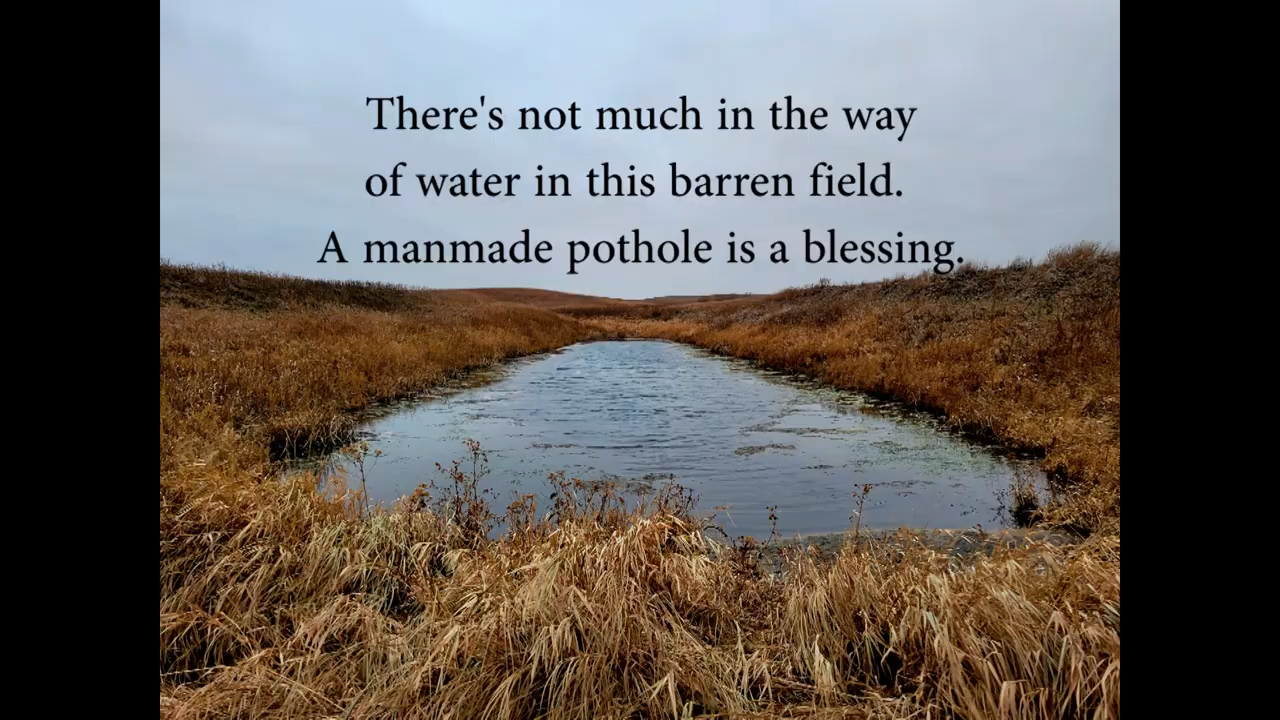 There's not much in the way
of water in this barren field.
A manmade pothole is a blessing.